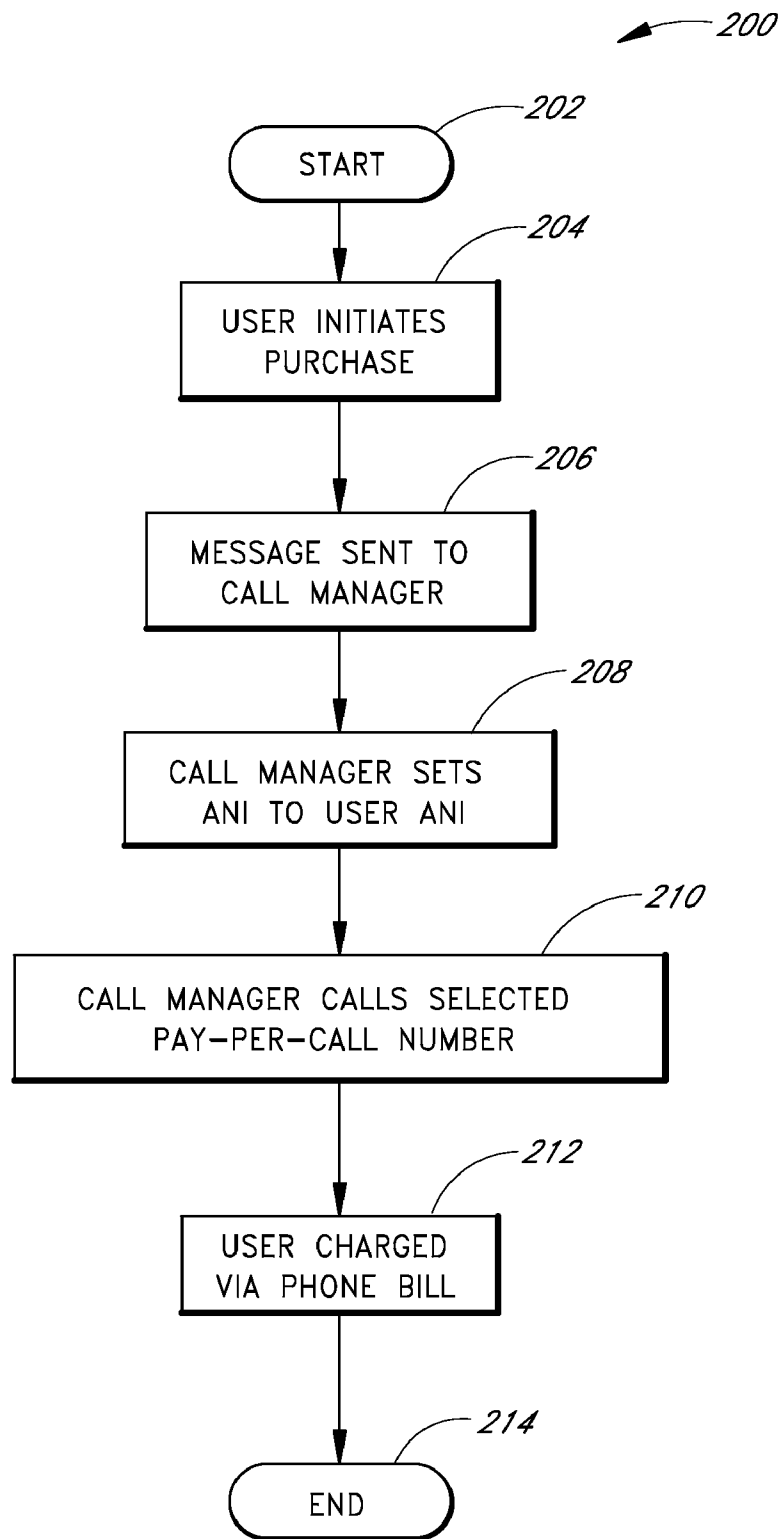 200
202
START
204
USER INITIATES
PURCHASE
206
MESSAGE SENT TO
CALL MANAGER
208
CALL MANAGER SETS
ANI TO USER ANI
210
CALL MANAGER CALLS SELECTED
PAY-PER-CALL NUMBER
212
USER CHARGED
VIA PHONE BILL
214
END